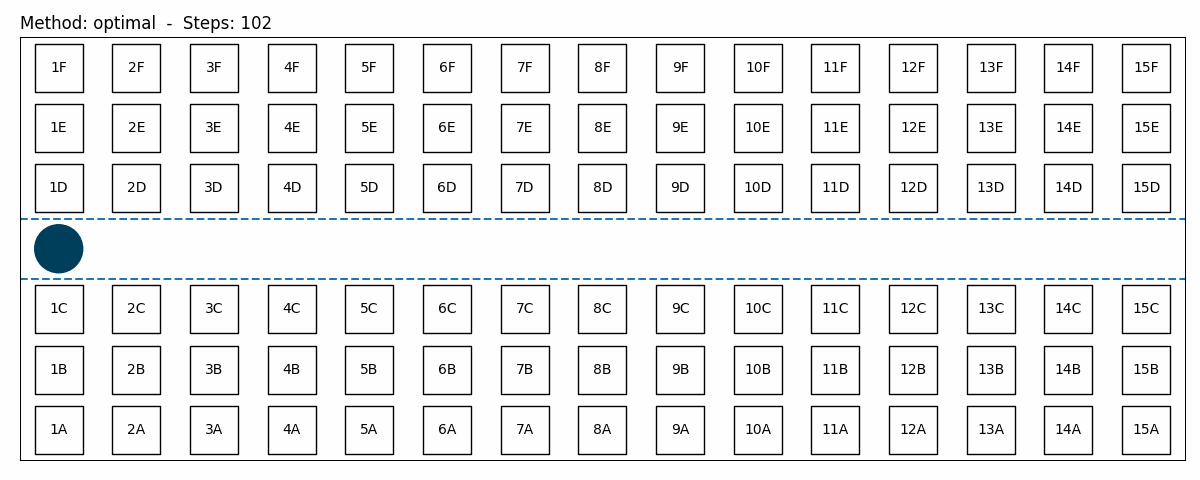 Method: optimal - Steps: 102
1F 2F 3F 4F 5F 6F 7F 8F 9F 10F 11F 12F 13F 14F 15F
1E 2E 3E 4E 5E 6E 7E 8E 9E 10E 11E 12E 13E 14E 15E
1D 2D 3D 4D 5D 6D 7D 8D 9D 10D 11D 12D 13D 14D 15D
1C 2C 3C 4C 5C 6C 7C 8C 9C 10C 11C 12C 13C 14C 15C
1B 2B 3B 4B 5B 6B 7B 8B 9B 10B 11B 12B 13B 14B 15B
1A 2A 3A 4A 5A 6A 7A 8A 9A 10A 11A 12A 13A 14A 15A